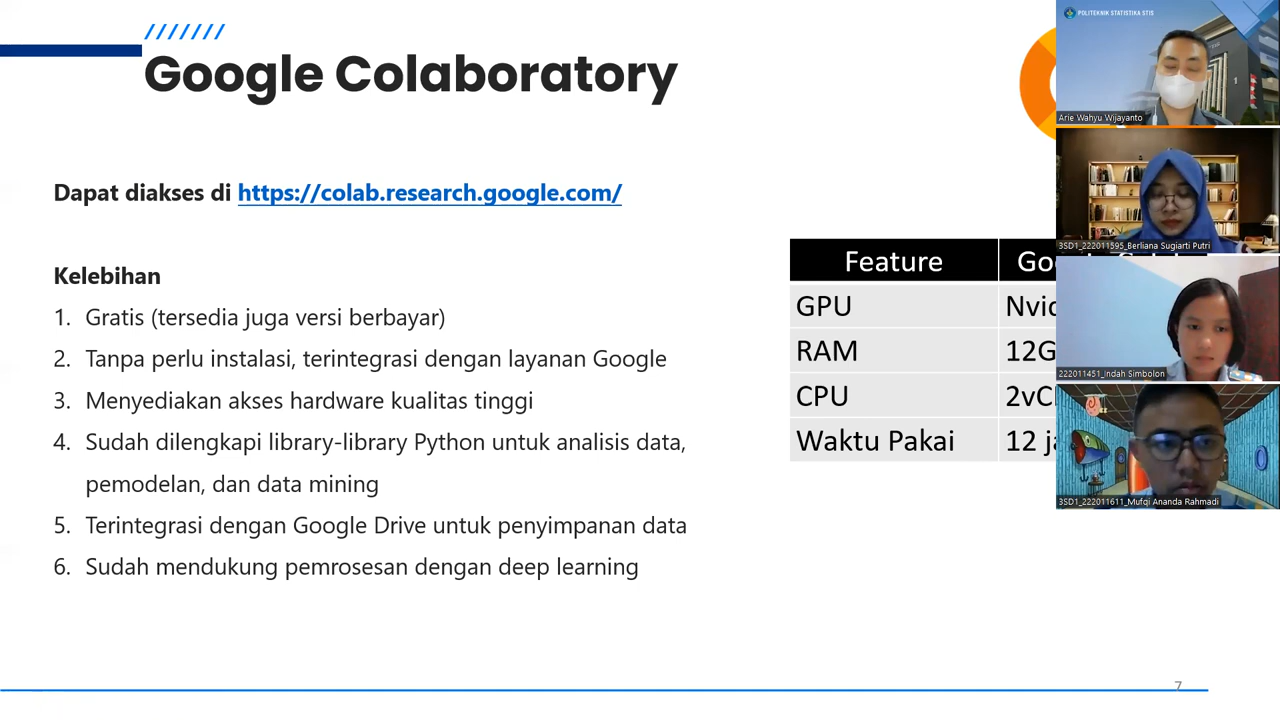 Google Colaboratory
Dapat diakses di https://colab.research.google.com/
Kelebihan
1. Gratis (tersedia juga versi berbayar)
2. Tanpa perlu instalasi, terintegrasi dengan layanan Google
3. Menyediakan akses hardware kualitas tinggi
4. Sudah dilengkapi library-library Python untuk analisis data,
pemodelan, dan data mining
5. Terintegrasi dengan Google Drive untuk penyimpanan data
6. Sudah mendukung pemrosesan dengan deep learning
Feature
GPU
RAM 12G
CPU
Waktu Pakai 12
7
POLITEKNIK STATISTIKA STIS
Arie Wahyu Wijayanto
3SD1_222011595_Berliana Sugiarti Putri
222011451_Indah Simbolon
3SD1_222011611_Mufqi Ananda Rahmadi